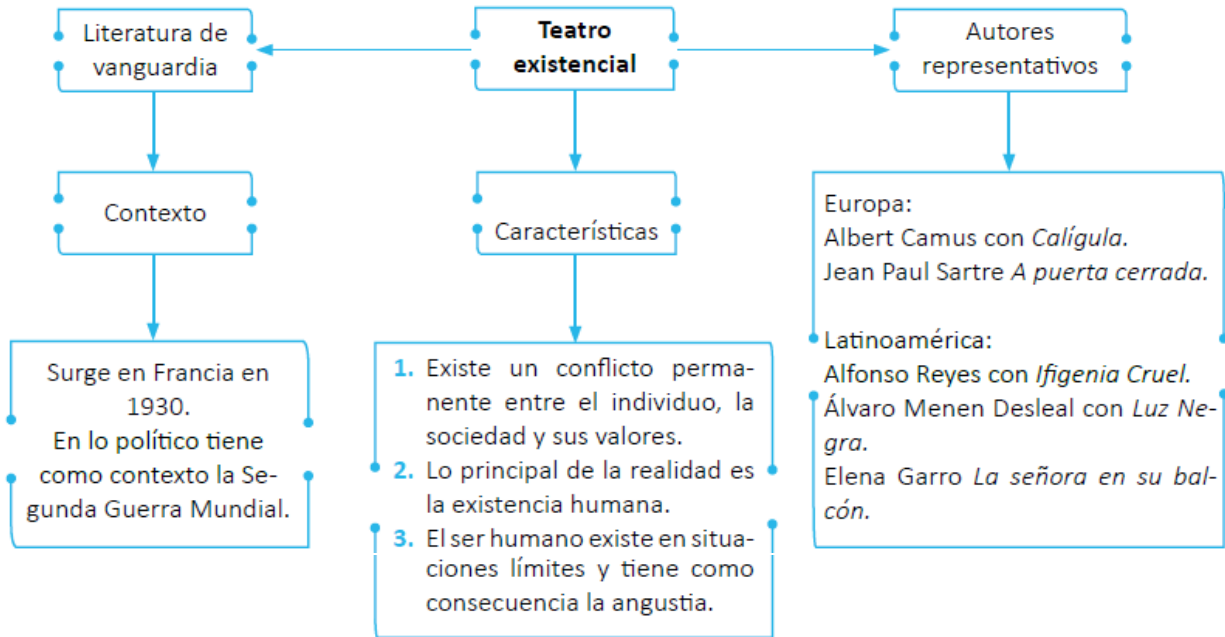 Literatura de
vanguardia
Teatro
existencial
Autores
representativos
Contexto
Características
Surge en Francia en
1930.
En lo político tiene
como contexto la Se-
gunda Guerra Mundial.
1. Existe un conflicto perma-
nente entre el individuo, la
sociedad y sus valores.
2. Lo principal de la realidad es
la existencia humana.
3. El ser humano existe en situa-
ciones límites y tiene como
consecuencia la angustia.
Europa:
Albert Camus con Calígula.
Jean Paul Sartre A puerta cerrada.
Latinoamérica:
Alfonso Reyes con Ifigenia Cruel.
Álvaro Menen Desleal con Luz Ne-
gra.
Elena Garro La señora en su bal-
cón.